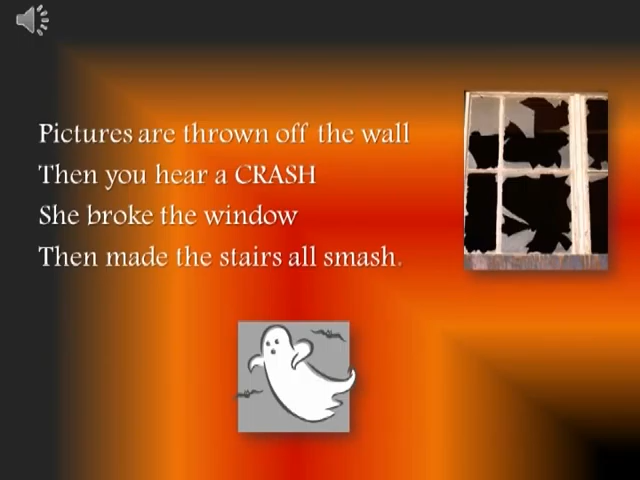 Pictures are thrown off the wall
Then you hear a CRASH
She broke the window
Then made the stairs all smash.